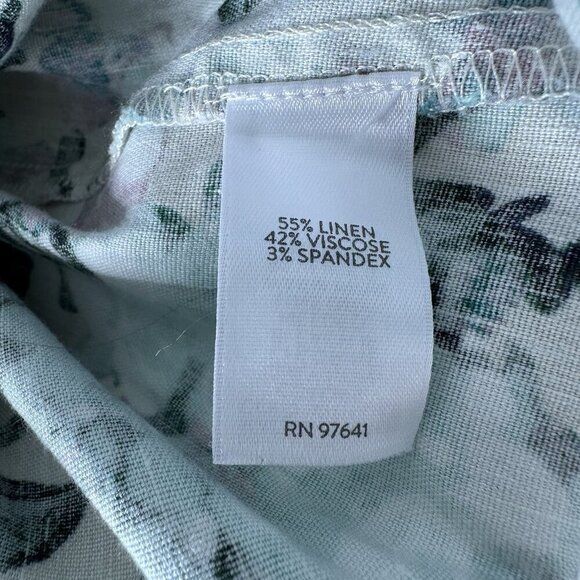 55% LINEN
42% VISCOSE
3% SPANDEX
RN 97641